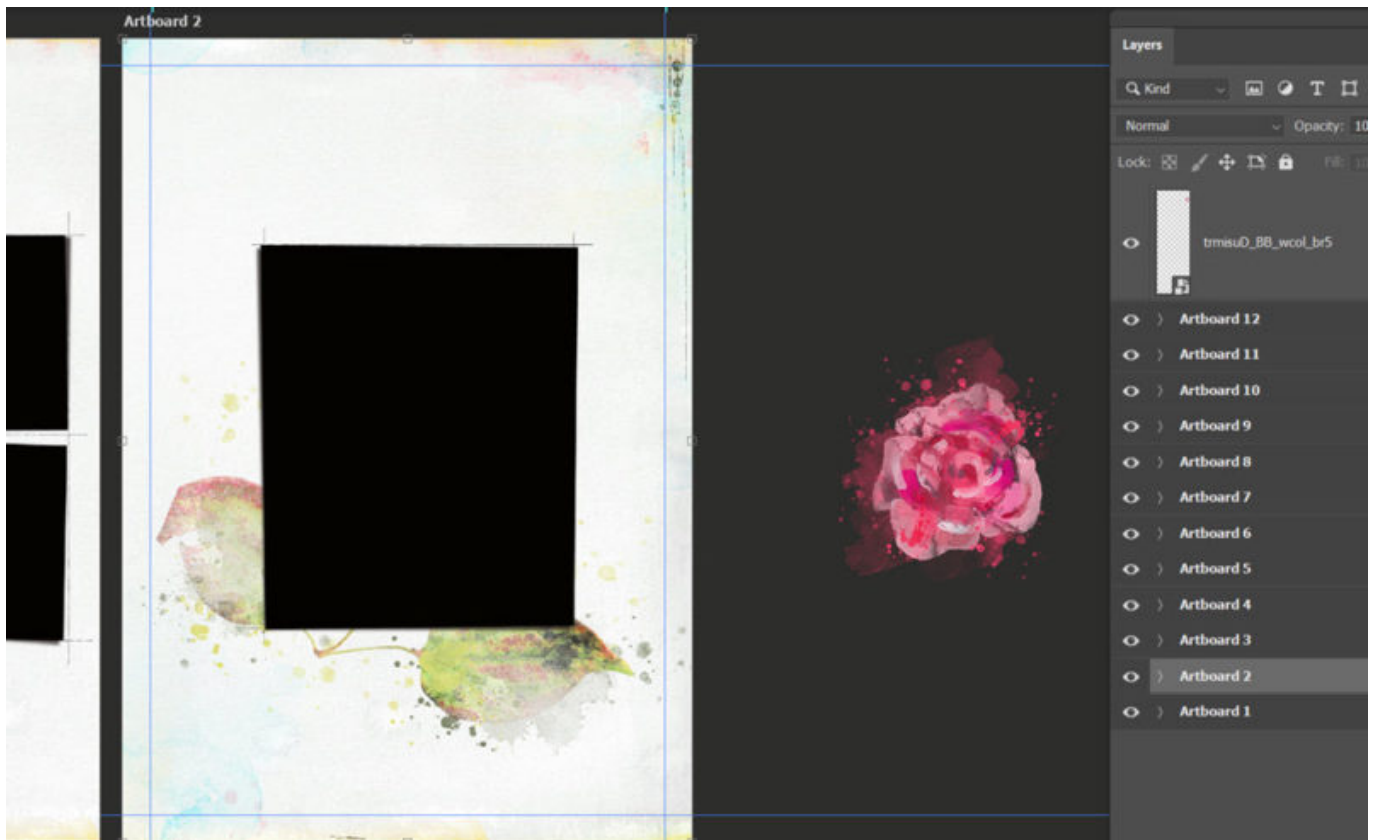 Artboard 2
Layers
Kind
Normal
Opacity: 10
Lock:
Fill:
trmisuD_BB_wcol_br5
Artboard 12
Artboard 11
Artboard 10
Artboard 9
Artboard 8
Artboard 7
Artboard 6
Artboard 5
Artboard 4
Artboard 3
Artboard 2
Artboard 1